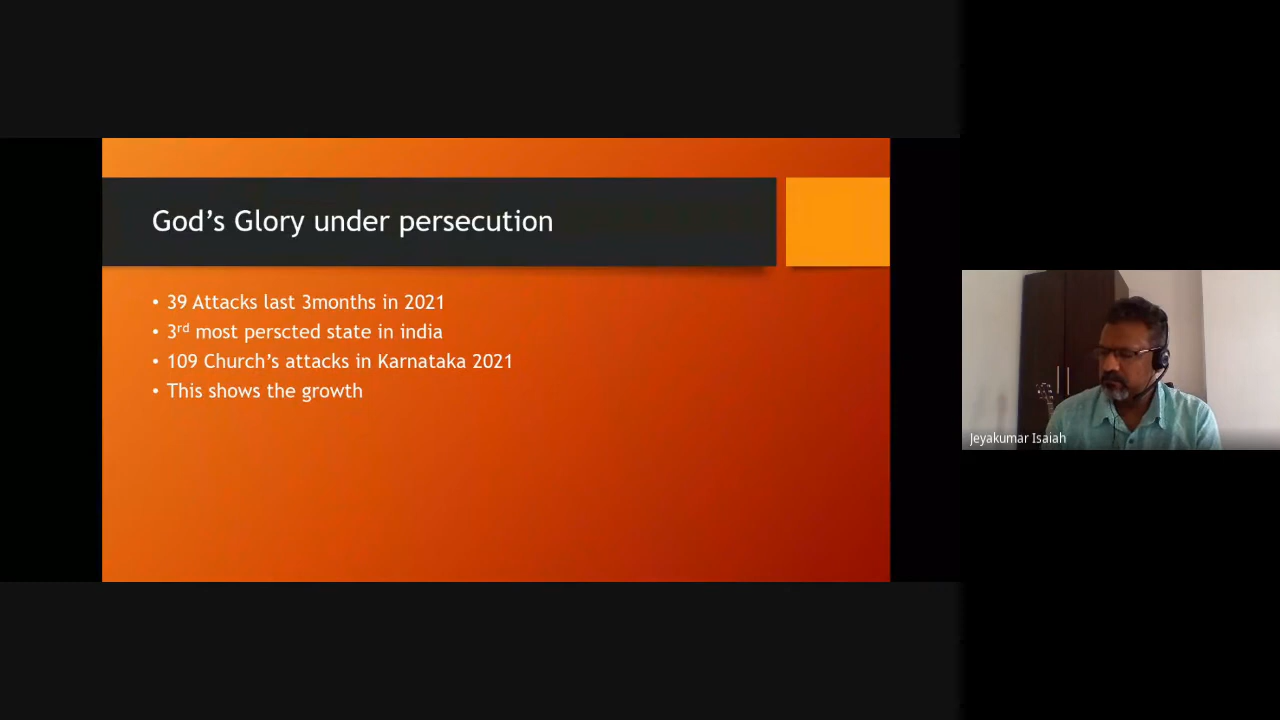 God’s Glory under persecution
• 39 Attacks last 3months in 2021
• 3rd most perscted state in india
• 109 Church’s attacks in Karnataka 2021
• This shows the growth
Jeyakumar Isaiah